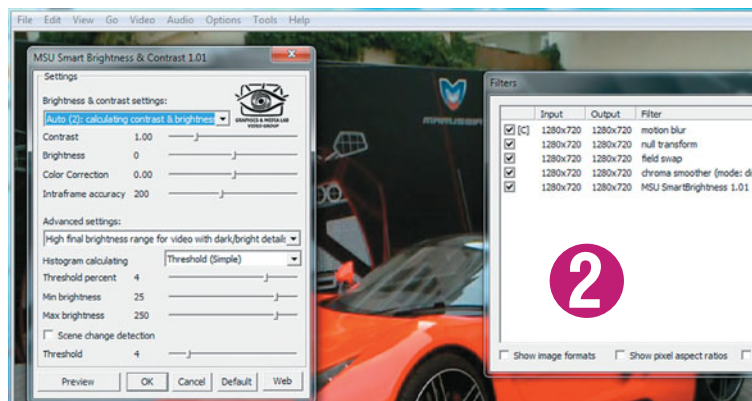 File Edit View Go Video Audio Options Tools Help
MSU Smart Brightness & Contrast 1.01
Settings
Brightness & contrast settings:
Auto (2): calculating contrast & brightness
GRAPHICS & MEDIA LAB
VIDEO GROUP
Contrast 1.00
Brightness 0
Color Correction 0.00
Intraframe accuracy 200
Advanced settings:
High final brightness range for video with dark/bright details
Histogram calculating Threshold (Simple)
Threshold percent 4
Min brightness 25
Max brightness 250
Scene change detection
Threshold 4
Preview OK Cancel Default Web
MARUSSIA
Filters
Input Output Filter
[C] 1280x720 1280x720 motion blur
1280x720 1280x720 null transform
1280x720 1280x720 field swap
1280x720 1280x720 chroma smoother (mode: di
1280x720 1280x720 MSU SmartBrightness 1.01
2
Show image formats Show pixel aspect ratios